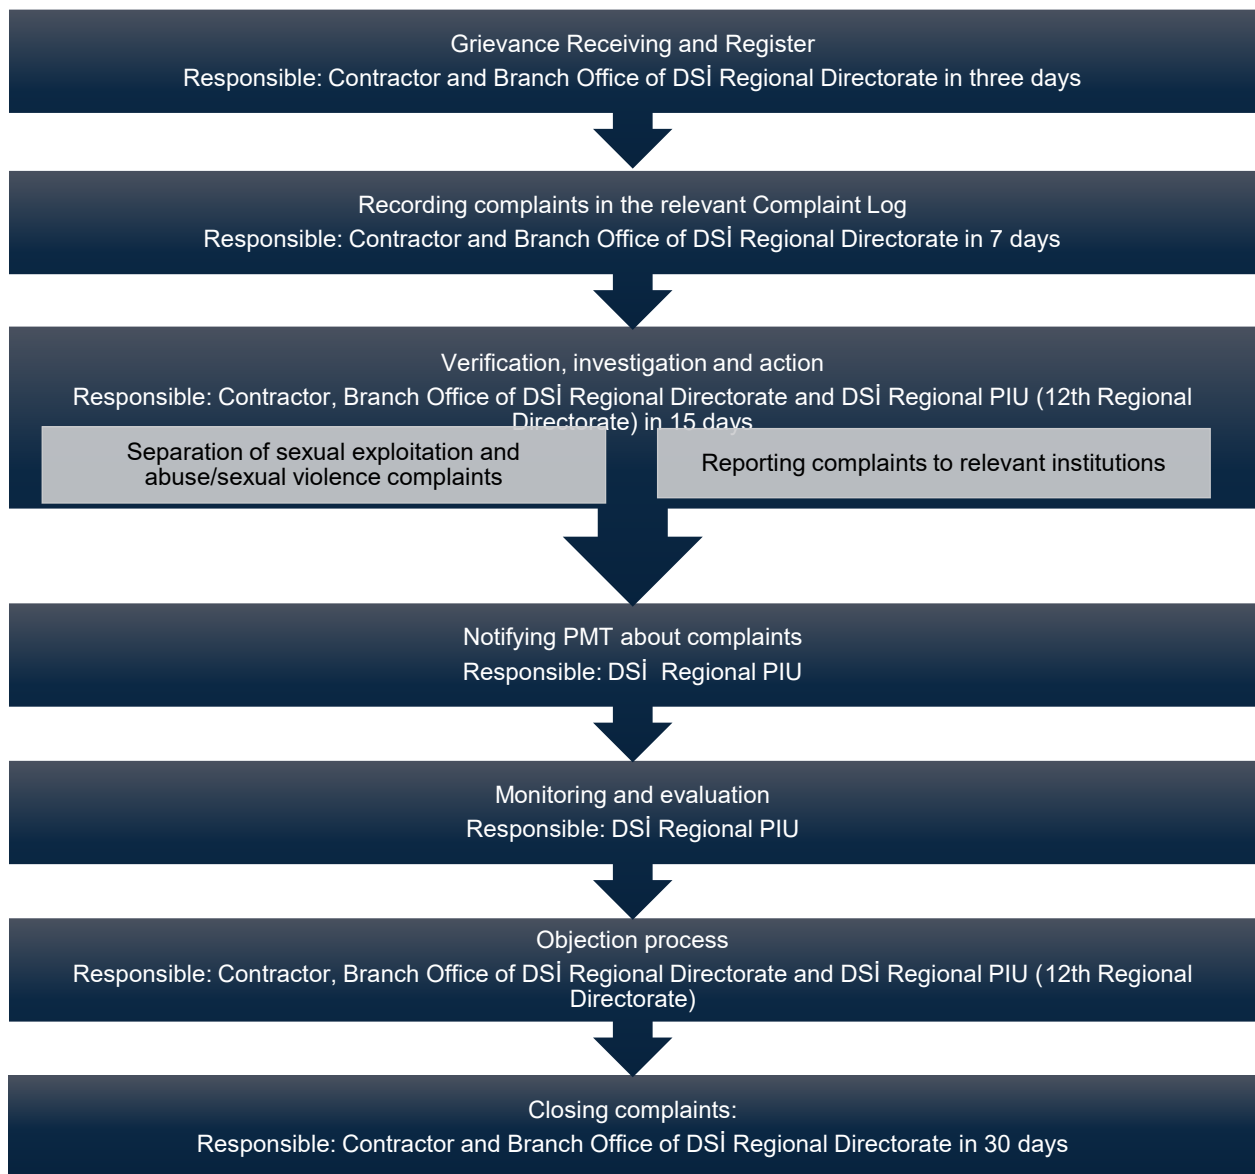 Grievance Receiving and Register
Responsible: Contractor and Branch Office of DSİ Regional Directorate in three days
Recording complaints in the relevant Complaint Log
Responsible: Contractor and Branch Office of DSİ Regional Directorate in 7 days
Verification, investigation and action
Responsible: Contractor, Branch Office of DSİ Regional Directorate and DSİ Regional PIU (12th Regional
Directorate) in 15 days
Separation of sexual exploitation and
abuse/sexual violence complaints
Reporting complaints to relevant institutions
Notifying PMT about complaints
Responsible: DSİ  Regional PIU
Monitoring and evaluation
Responsible: DSİ Regional PIU
Objection process
Responsible: Contractor, Branch Office of DSİ Regional Directorate and DSİ Regional PIU (12th Regional
Directorate)
Closing complaints:
Responsible: Contractor and Branch Office of DSİ Regional Directorate in 30 days